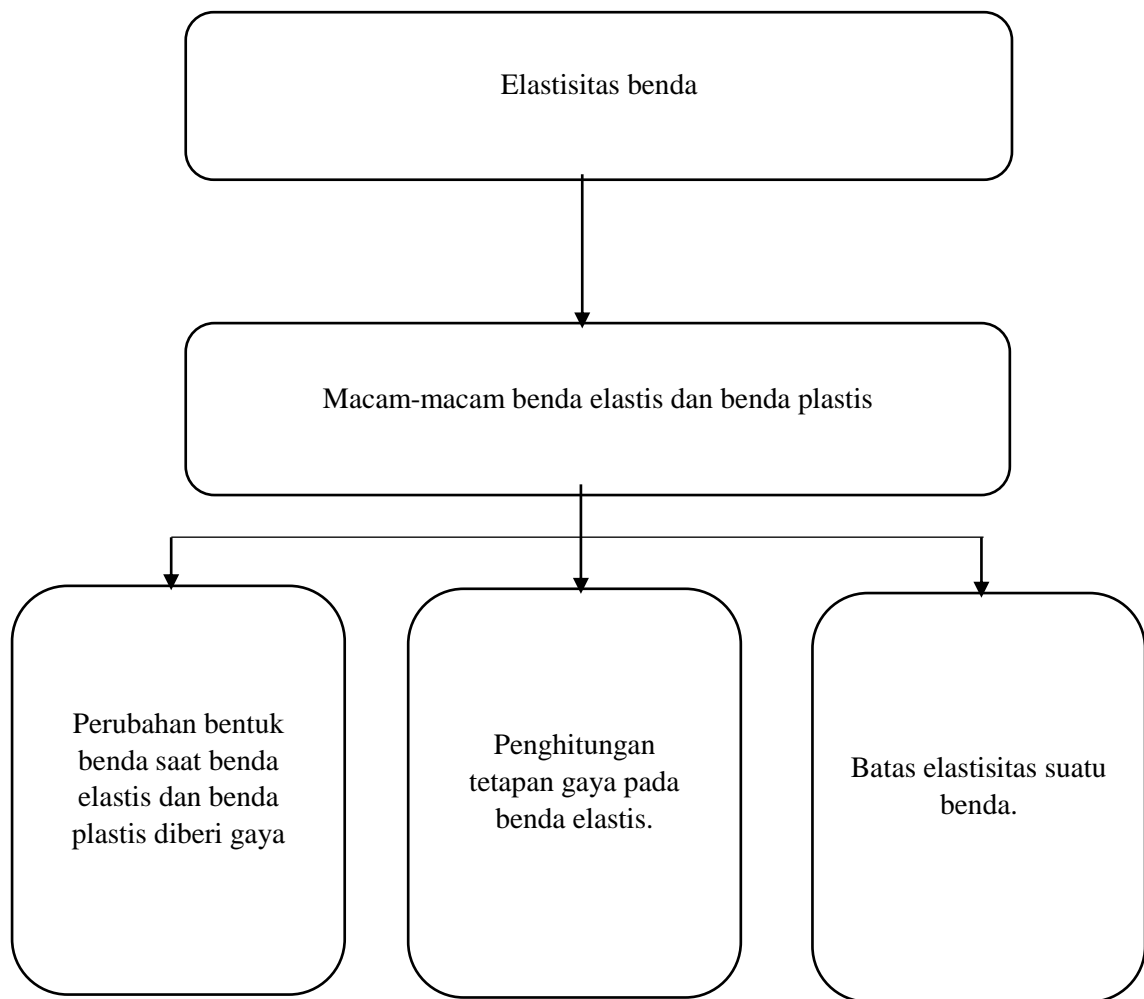 Elastisitas benda
Macam-macam benda elastis dan benda plastis
Perubahan bentuk
benda saat benda
elastis dan benda
plastis diberi gaya
Penghitungan
tetapan gaya pada
benda elastis.
Batas elastisitas suatu
benda.